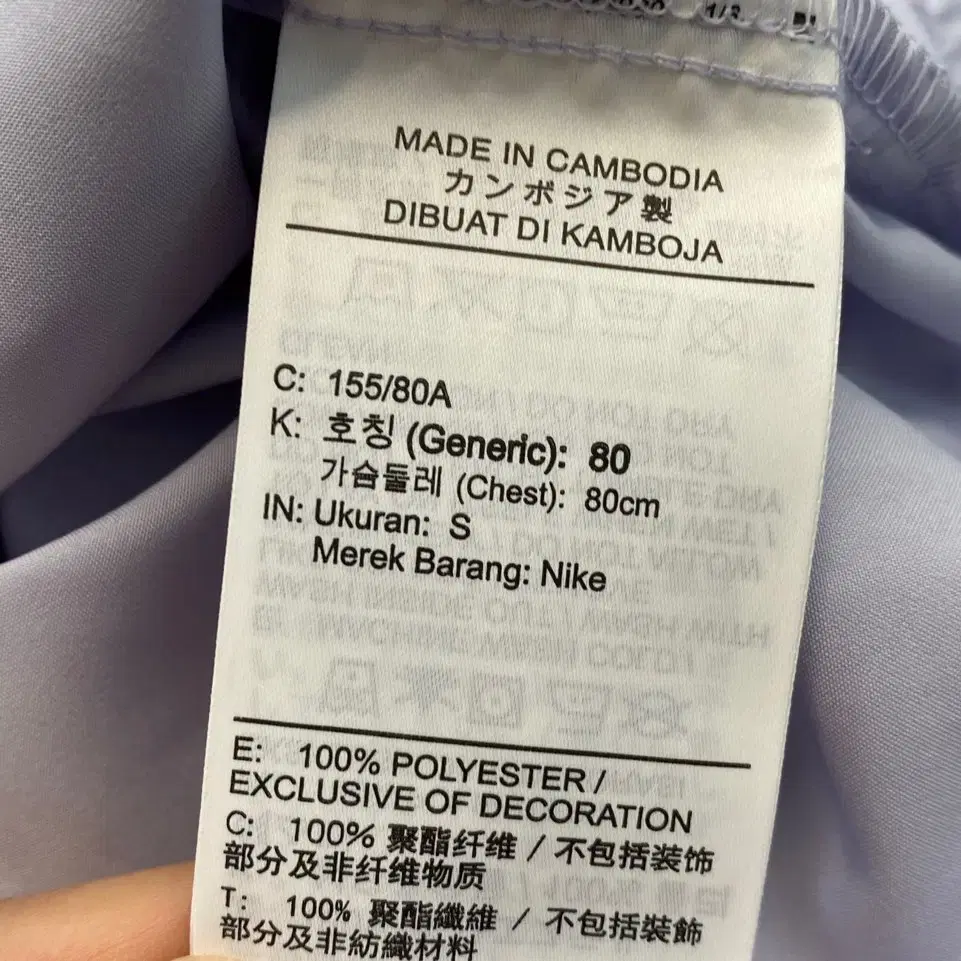 MADE IN CAMBODIA
カンボジア製
DIBUAT DI KAMBOJA
C: 155/80A
K: 호칭 (Generic): 80
가슴둘레 (Chest): 80cm
IN: Ukuran: S
Merek Barang: Nike
E: 100% POLYESTER /
EXCLUSIVE OF DECORATION
C: 100% 聚酯纤维 / 不包括装饰
部分及非纤维物质
T: 100% 聚酯纖維 / 不包括裝飾
部分及非紡織材料